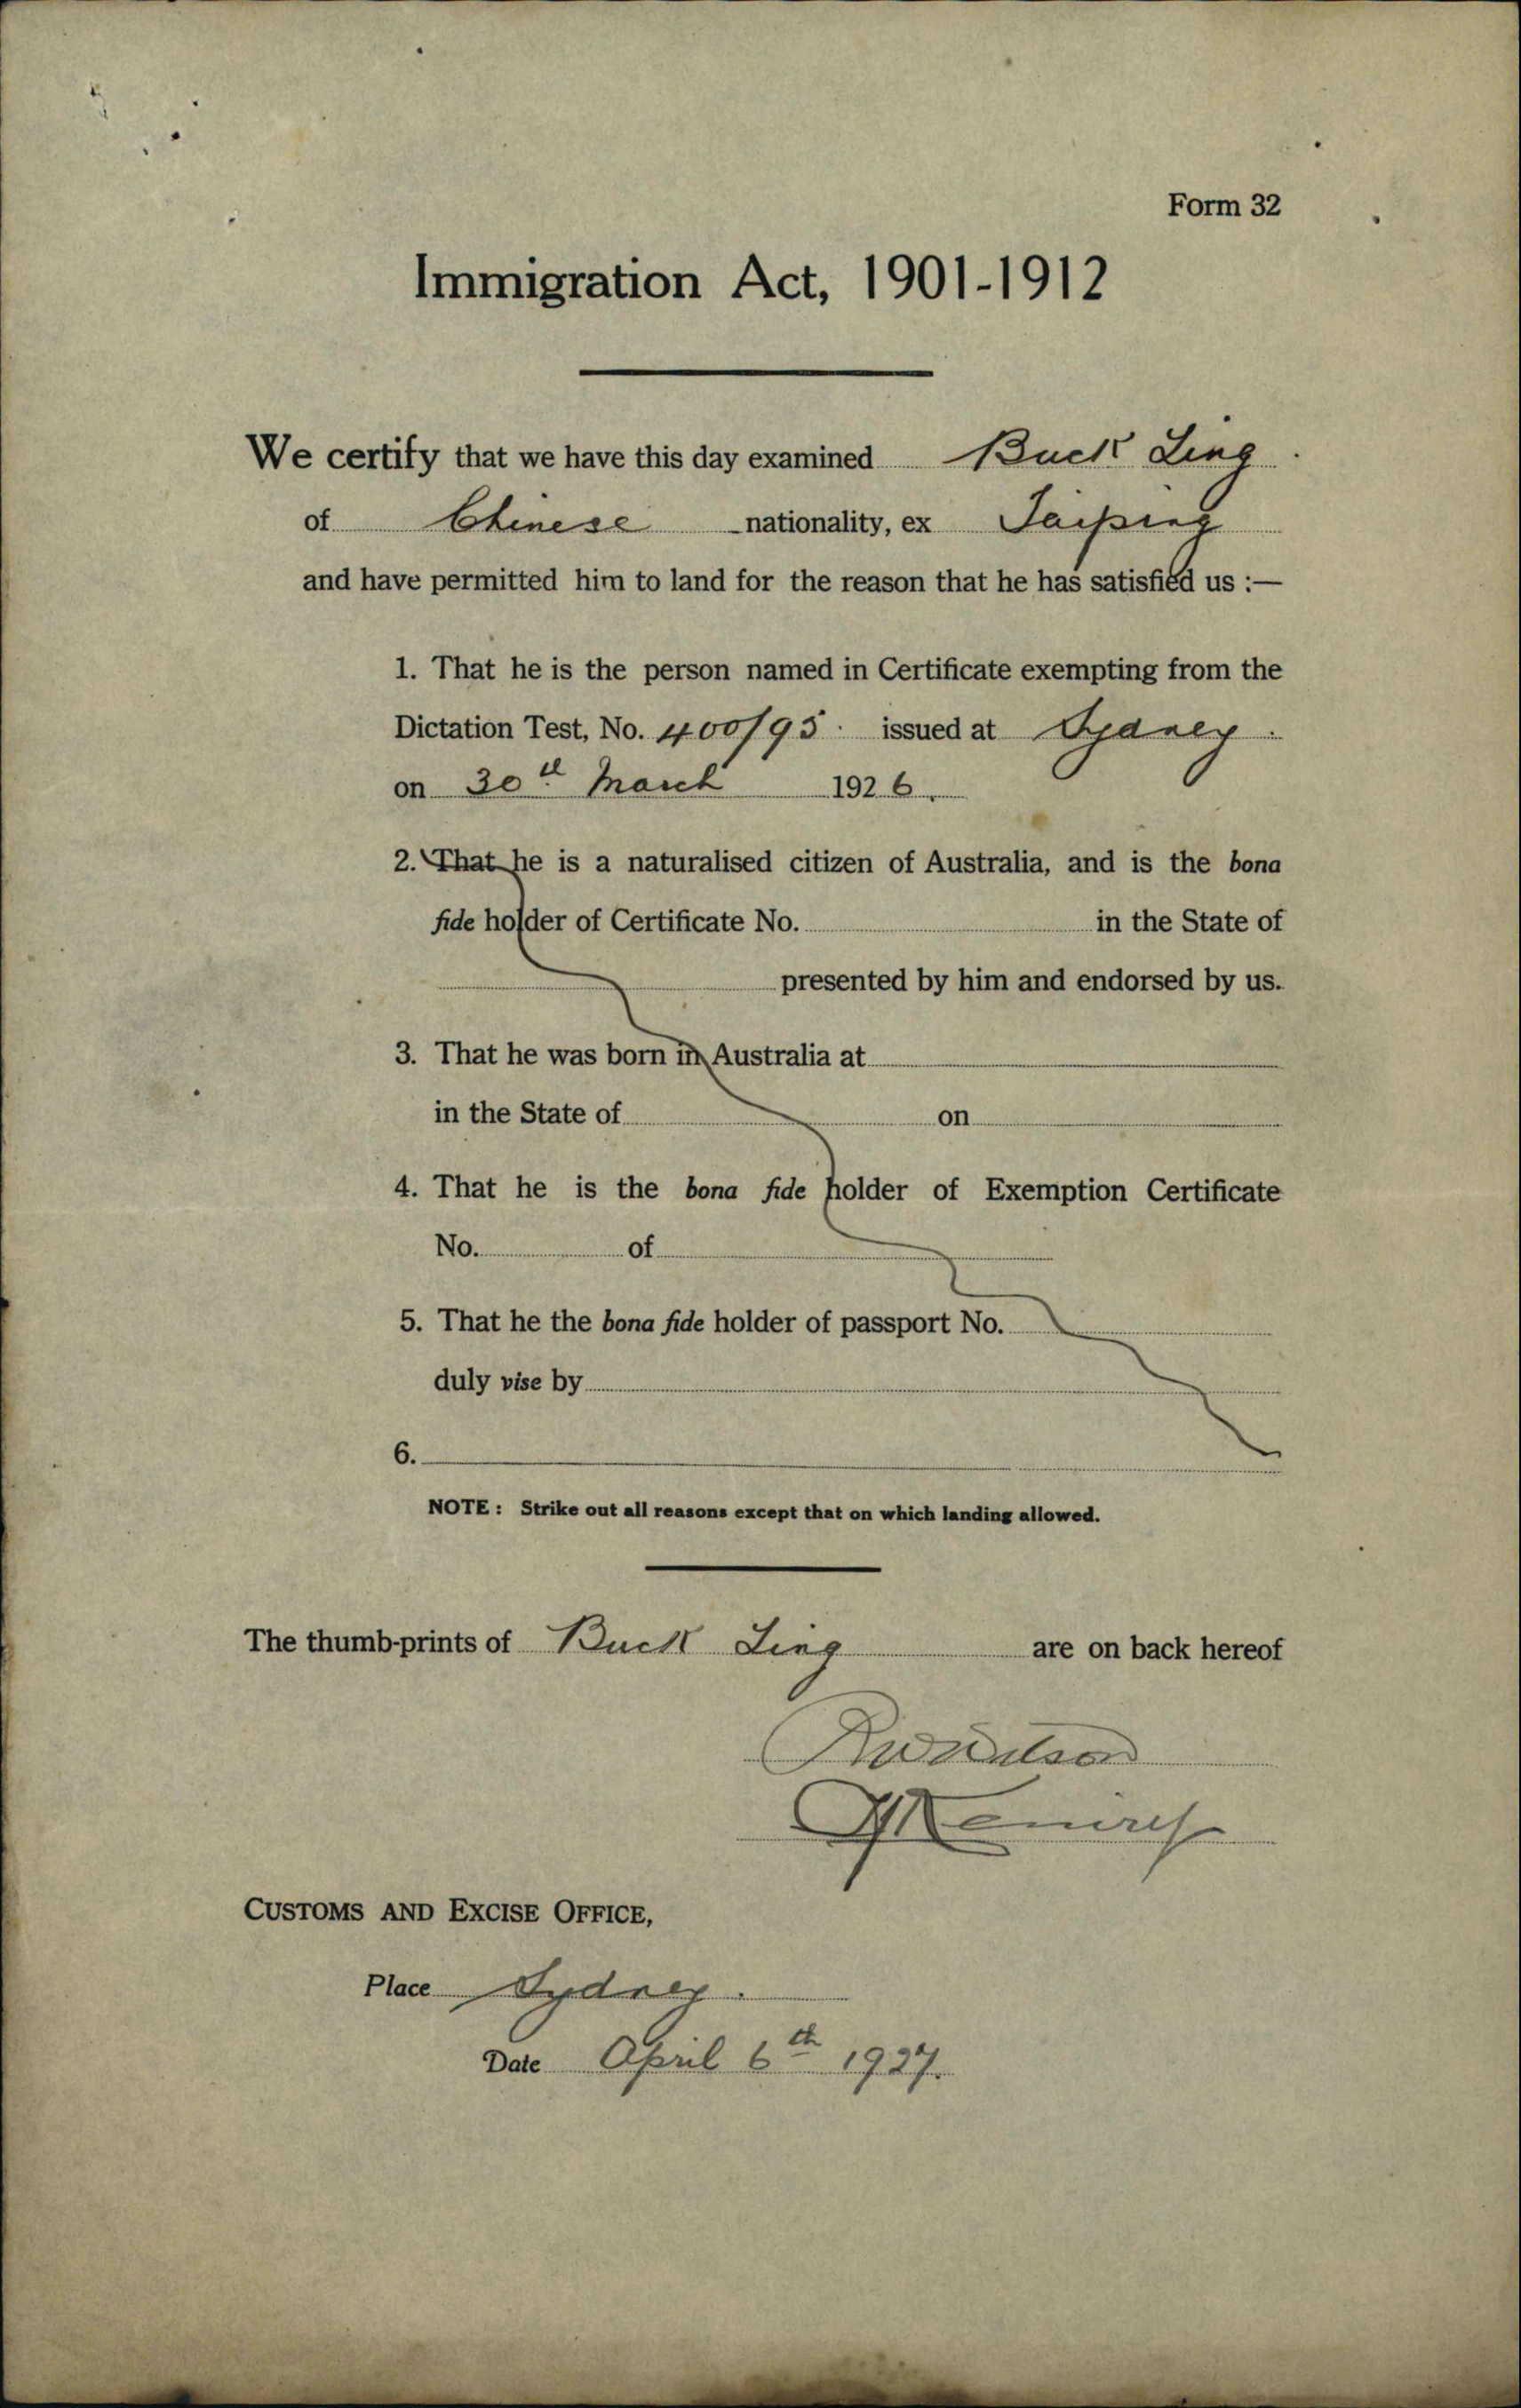 Form 32
Immigration Act, 1901-1912
We certify that we have this day examined Buck Ling
of Chinese nationality, ex Taiping
and have permitted him to land for the reason that he has satisfied us :—
1. That he is the person named in Certificate exempting from the
Dictation Test, No. 400/95. issued at Sydney.
on 30th March 1926
2. That he is a naturalised citizen of Australia, and is the bona
fide holder of Certificate No. in the State of
presented by him and endorsed by us.
3. That he was born in Australia at
in the State of on
4. That he is the bona fide holder of Exemption Certificate
No. of
5. That he the bona fide holder of passport No.
duly vise by
6.
NOTE : Strike out all reasons except that on which landing allowed.
The thumb-prints of Buck Ling are on back hereof
CUSTOMS AND EXCISE OFFICE,
Place Sydney.
Date April 6th 1927.